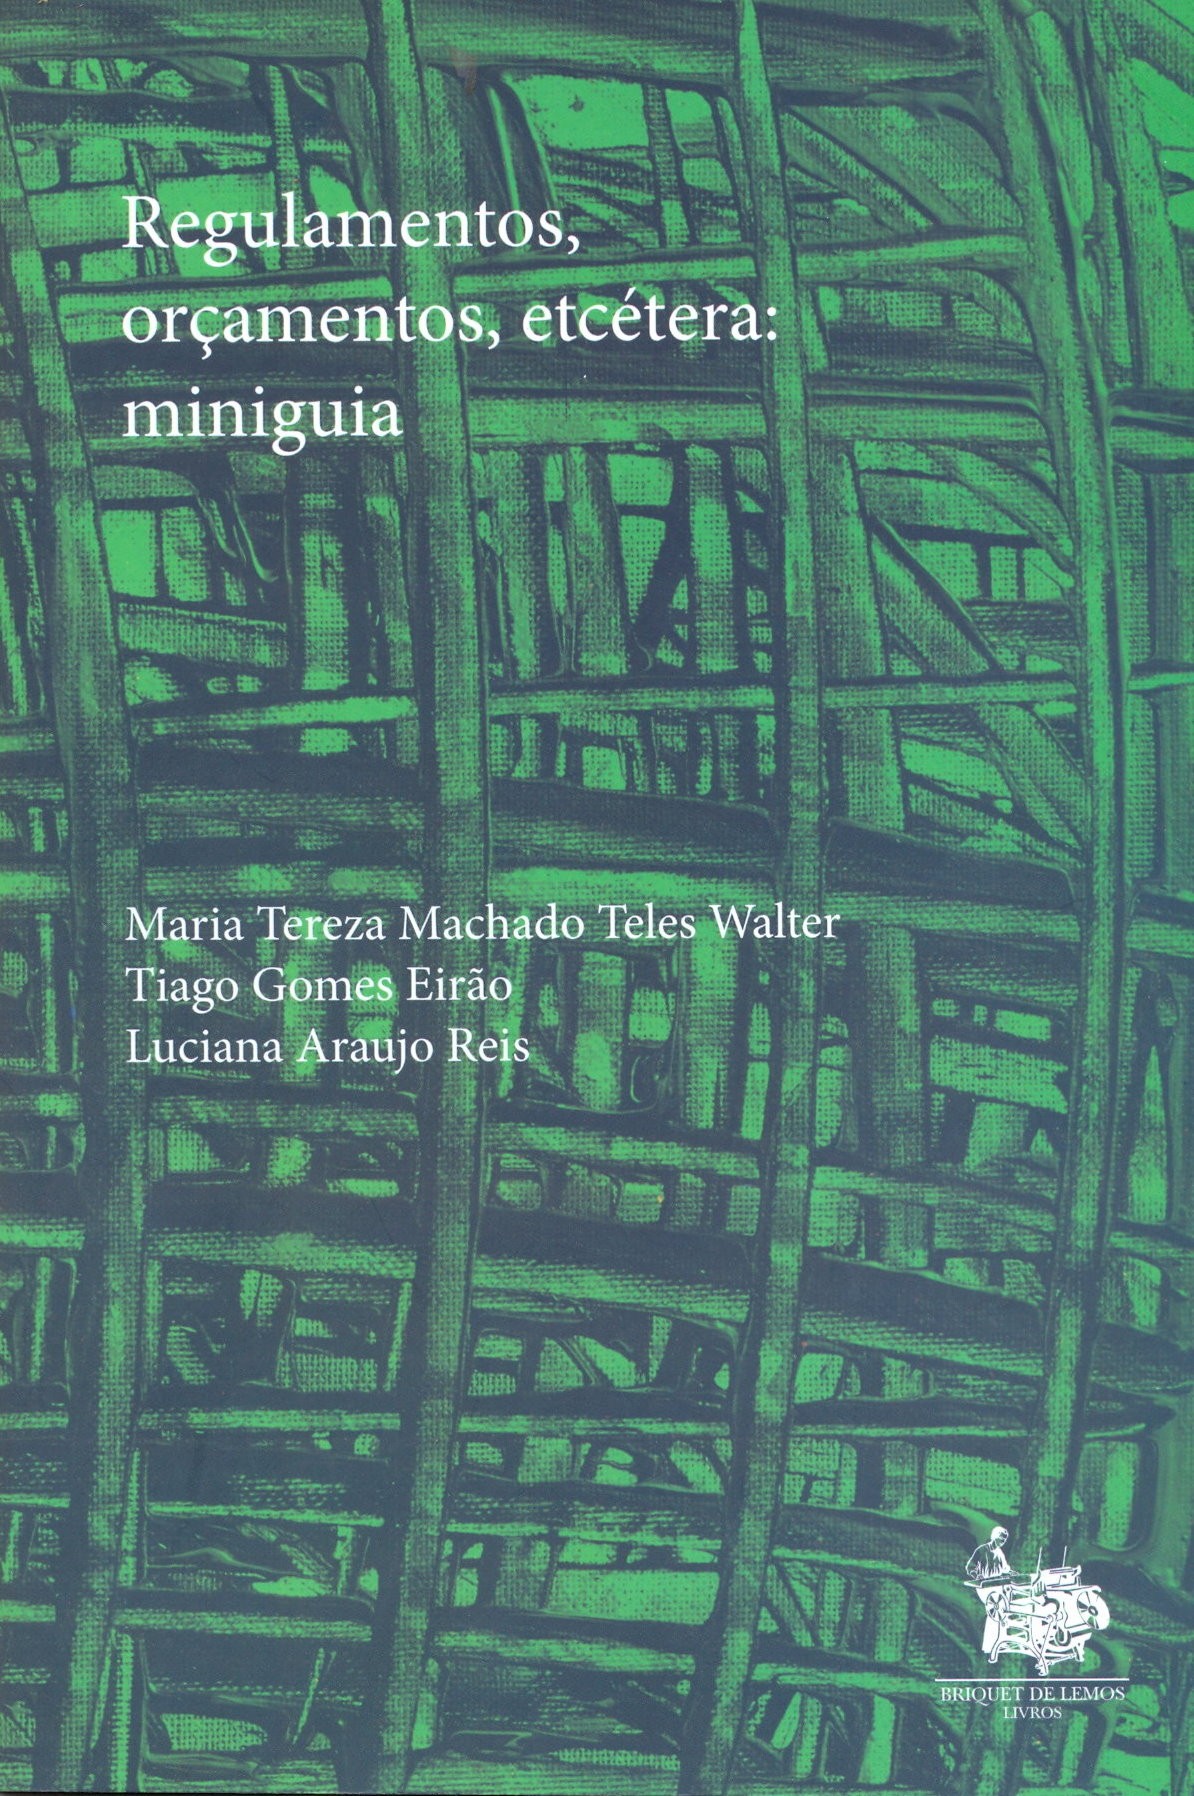 Regulamentos,
orçamentos, etcétera:
miniguia
Maria Tereza Machado Teles Walter
Tiago Gomes Eirão
Luciana Araujo Reis
BRIQUET DE LEMOS
LIVROS